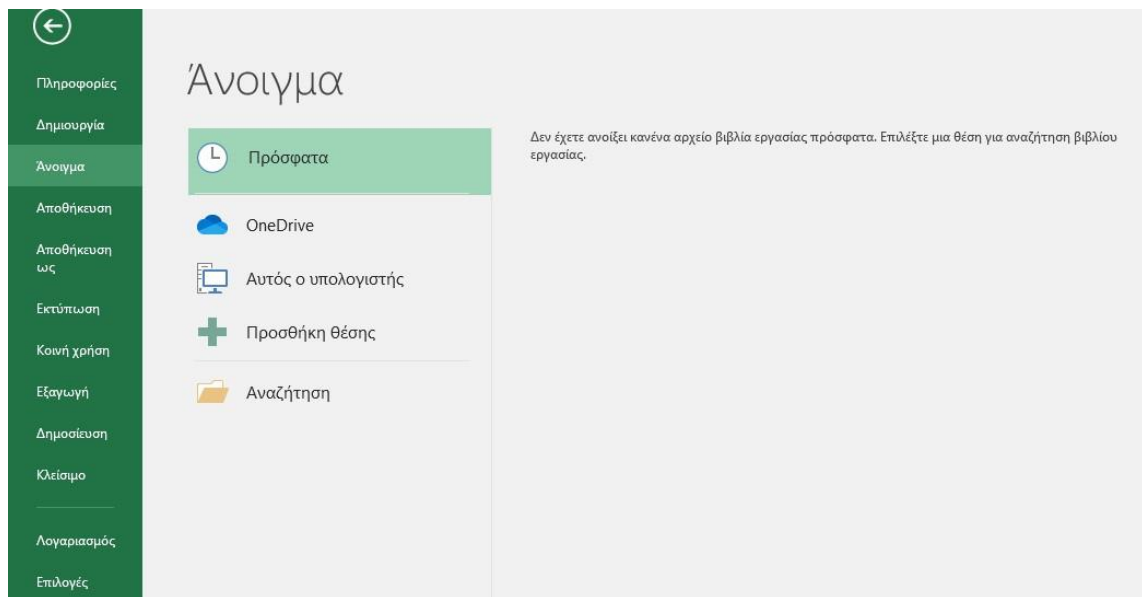 Πληροφορίες
Δημιουργία
Άνοιγμα
Αποθήκευση
Αποθήκευση
ως
Εκτύπωση
Κοινή χρήση
Εξαγωγή
Δημοσίευση
Κλείσιμο
Λογαριασμός
Επιλογές
Άνοιγμα
Πρόσφατα
OneDrive
Αυτός ο υπολογιστής
Προσθήκη θέσης
Αναζήτηση
Δεν έχετε ανοίξει κανένα αρχείο βιβλία εργασίας πρόσφατα. Επιλέξτε μια θέση για αναζήτηση βιβλίου
εργασίας.